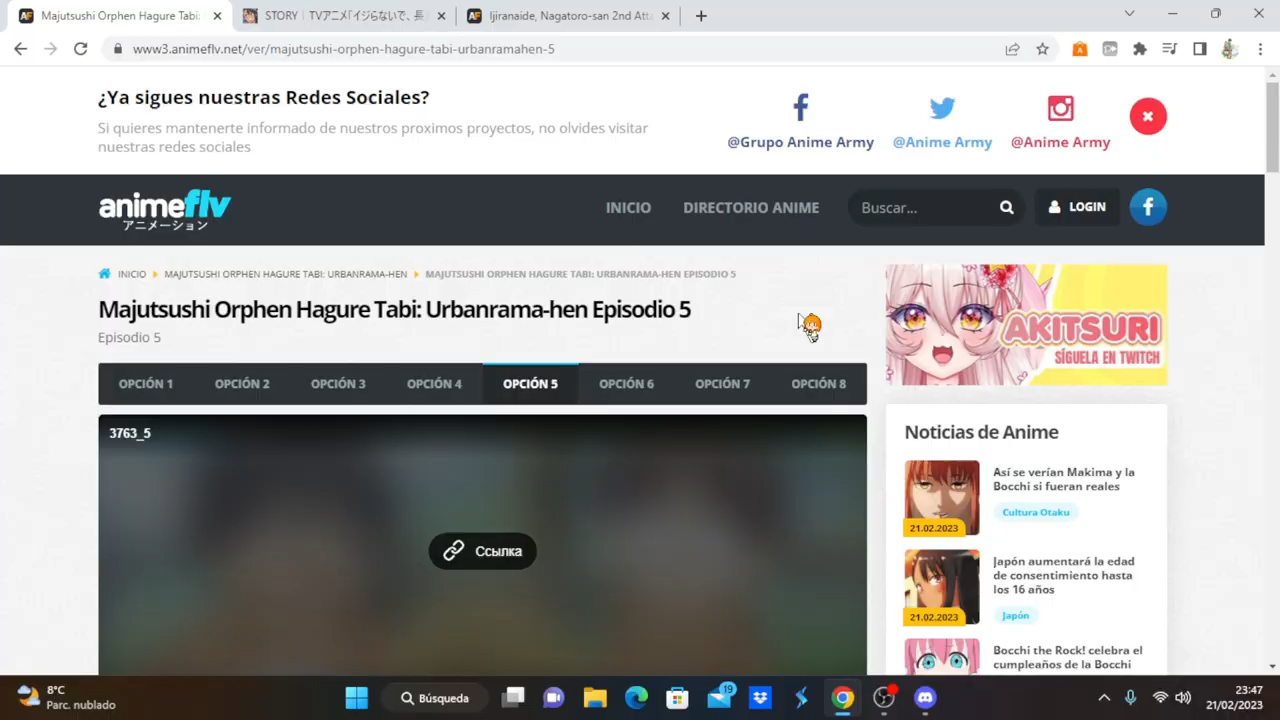 Majutsushi Orphen Hagure Tabi:
STORY | TVアニメ『イジらないで、長
Ijiranaide, Nagatoro-san 2nd Atta
www3.animeflv.net/ver/majutsushi-orphen-hagure-tabi-urbanramahen-5
¿Ya sigues nuestras Redes Sociales?
Si quieres mantenerte informado de nuestros proximos proyectos, no olvides visitar
nuestras redes sociales
@Grupo Anime Army
@Anime Army
@Anime Army
animeflv
アニメーション
INICIO
DIRECTORIO ANIME
Buscar...
LOGIN
INICIO
MAJUTSUSHI ORPHEN HAGURE TABI: URBANRAMA-HEN
MAJUTSUSHI ORPHEN HAGURE TABI: URBANRAMA-HEN EPISODIO 5
Majutsushi Orphen Hagure Tabi: Urbanrama-hen Episodio 5
Episodio 5
OPCIÓN 1
OPCIÓN 2
OPCIÓN 3
OPCIÓN 4
OPCIÓN 5
OPCIÓN 6
OPCIÓN 7
OPCIÓN 8
3763_5
Ссылка
AKITSURI
SÍGUELA EN TWITCH
Noticias de Anime
Así se verían Makima y la
Bocchi si fueran reales
Cultura Otaku
21.02.2023
Japón aumentará la edad
de consentimiento hasta
los 16 años
Japón
21.02.2023
Bocchi the Rock! celebra el
cumpleaños de la Bocchi
8°C
Parc. nublado
Búsqueda
19
23:47
21/02/2023